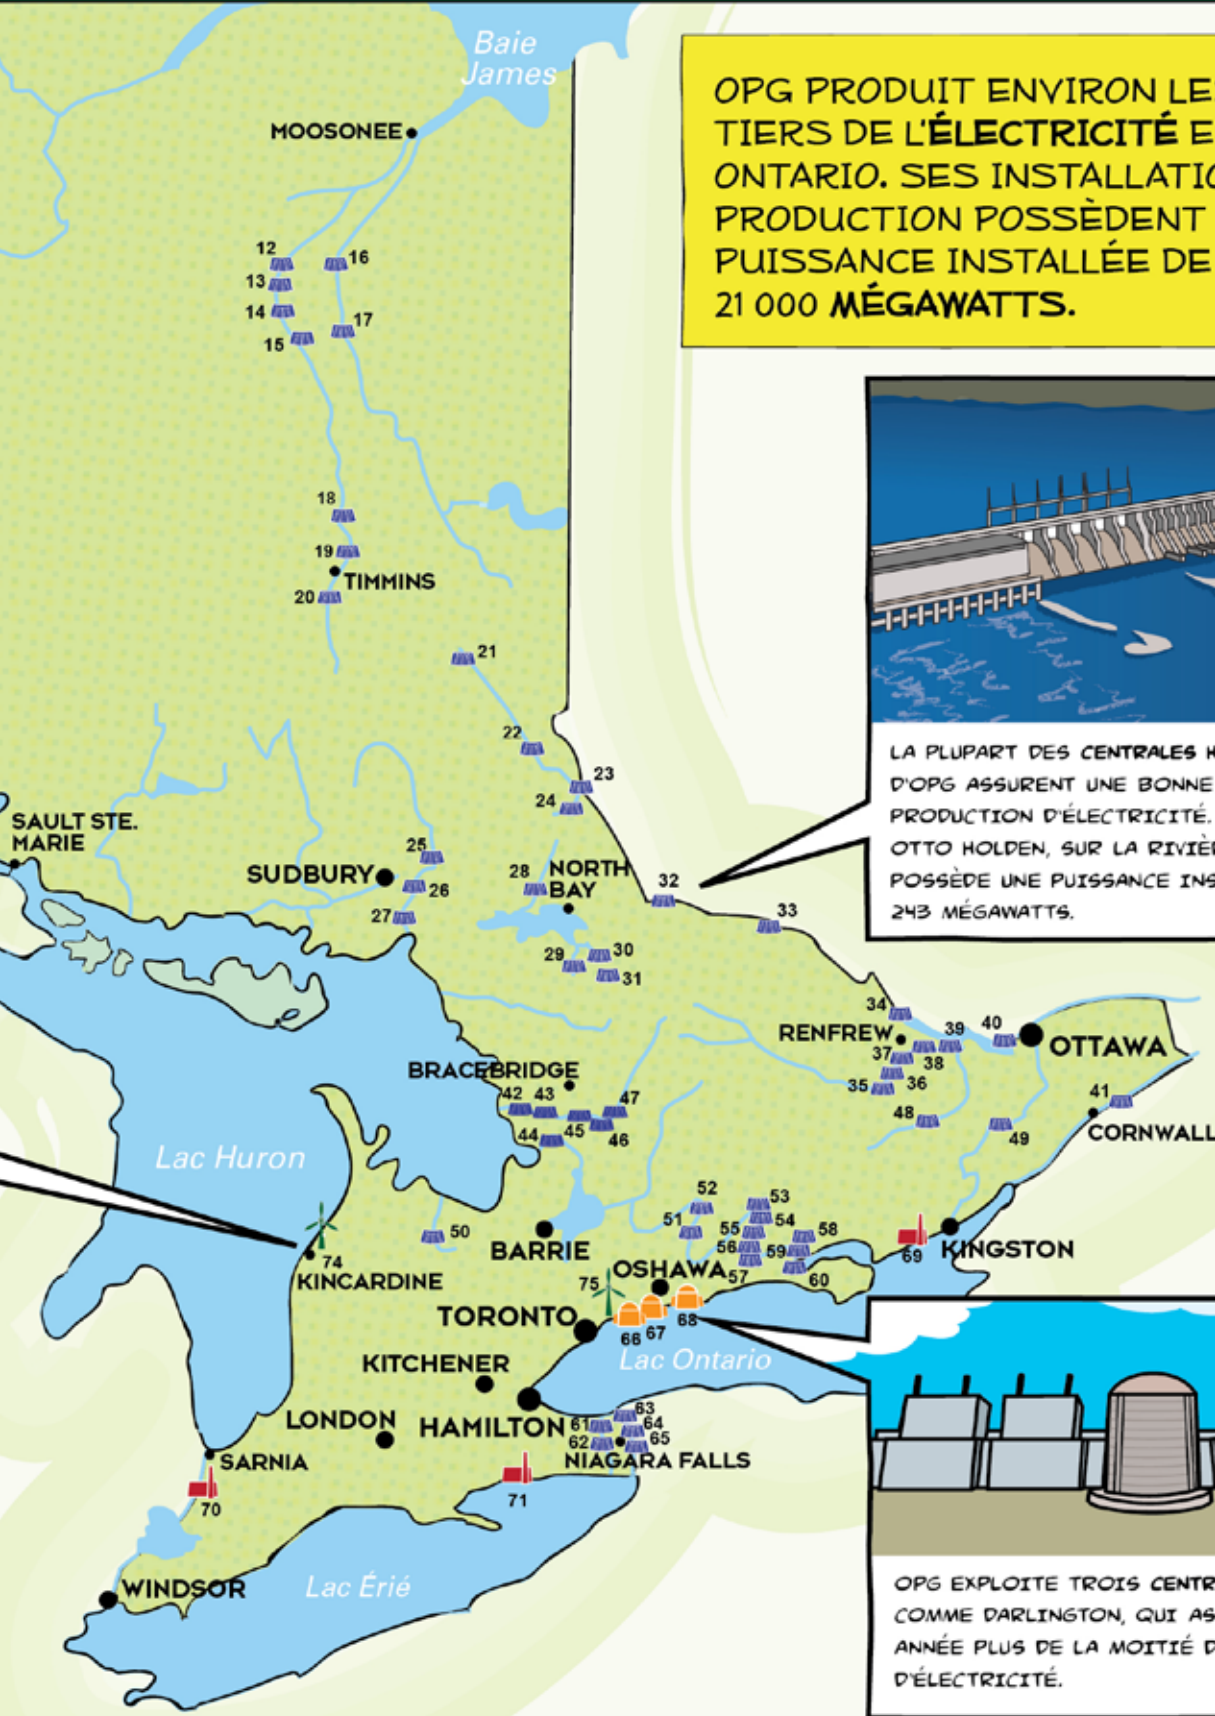 Baie
James
MOOSONEE
OPG PRODUIT ENVIRON LE
TIERS DE L'ÉLECTRICITÉ E
ONTARIO. SES INSTALLATIO
PRODUCTION POSSÈDENT
PUISSANCE INSTALLÉE DE
21 000 MÉGAWATTS.
12
16
13
14
17
15
18
19
TIMMINS
20
21
22
23
24
LA PLUPART DES CENTRALES H
D'OPG ASSURENT UNE BONNE
PRODUCTION D'ÉLECTRICITÉ.
OTTO HOLDEN, SUR LA RIVIÈR
POSSÈDE UNE PUISSANCE INS
243 MÉGAWATTS.
SAULT STE.
MARIE
25
SUDBURY
26
27
28
NORTH
BAY
32
33
29
30
31
34
RENFREW
39
40
OTTAWA
37
38
36
35
41
CORNWALL
48
49
BRACEBRIDGE
42
43
47
44
45
46
Lac Huron
50
BARRIE
52
51
53
54
55
56
57
58
59
60
69
KINGSTON
74
KINCARDINE
75
OSHAWA
TORONTO
66
67
68
Lac Ontario
KITCHENER
LONDON
HAMILTON
61
62
63
64
65
NIAGARA FALLS
SARNIA
70
71
WINDSOR
Lac Érié
OPG EXPLOITE TROIS CENTR
COMME DARLINGTON, QUI AS
ANNÉE PLUS DE LA MOITIÉ D
D'ÉLECTRICITÉ.